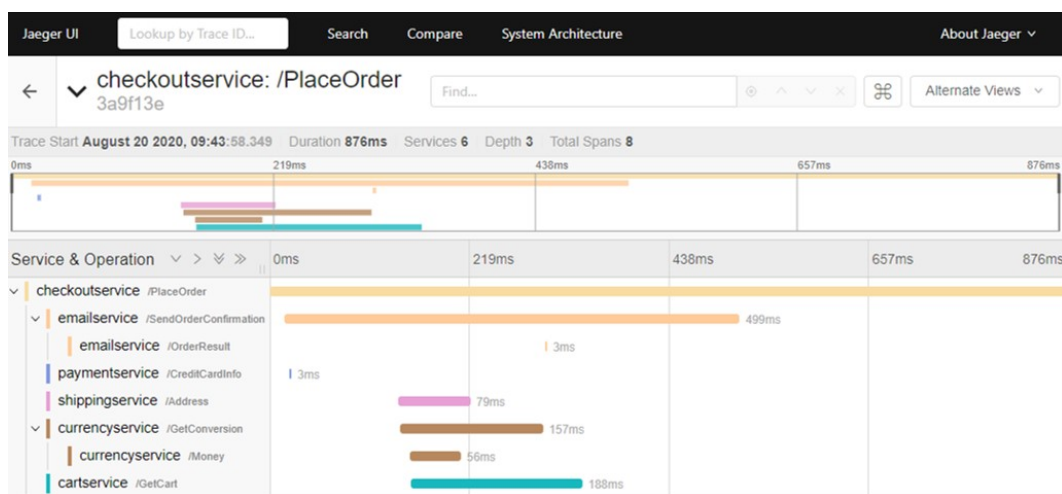 Jaeger UI Lookup by Trace ID... Search Compare System Architecture About Jaeger
checkoutservice: /PlaceOrder
3a9f13e
Find...
Alternate Views
Trace Start August 20 2020, 09:43:58.349 Duration 876ms Services 6 Depth 3 Total Spans 8
0ms 219ms 438ms 657ms 876ms
Service & Operation 0ms 219ms 438ms 657ms 876ms
checkoutservice /PlaceOrder
emailservice /SendOrderConfirmation 499ms
emailservice /OrderResult 3ms
paymentservice /CreditCardInfo 3ms
shippingservice /Address 79ms
currencyservice /GetConversion 157ms
currencyservice /Money 56ms
cartservice /GetCart 188ms